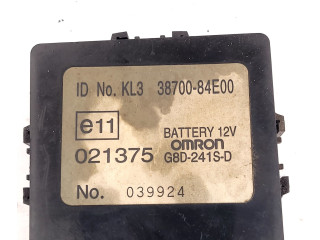 ID No. KL3 38700-84E00
e11
BATTERY 12V
OMRON
021375 G8D-241S-D
No. 039924